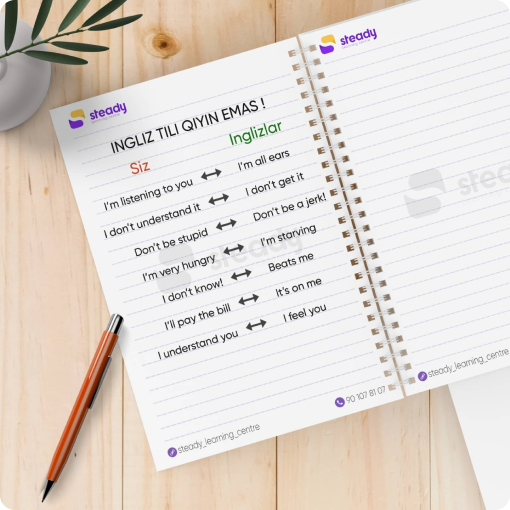 steady
INGLIZ TILI QIYIN EMAS !
Siz Inglizlar
I'm listening to you ↔ I'm all ears
I don't understand it ↔ I don't get it
Don't be stupid ↔ Don't be a jerk!
I'm very hungry ↔ I'm starving
I don't know! ↔ Beats me
I'll pay the bill ↔ It's on me
I understand you ↔ I feel you
steady
90 107 81 07
steady_learning_centre
steady
steady_learning_centre